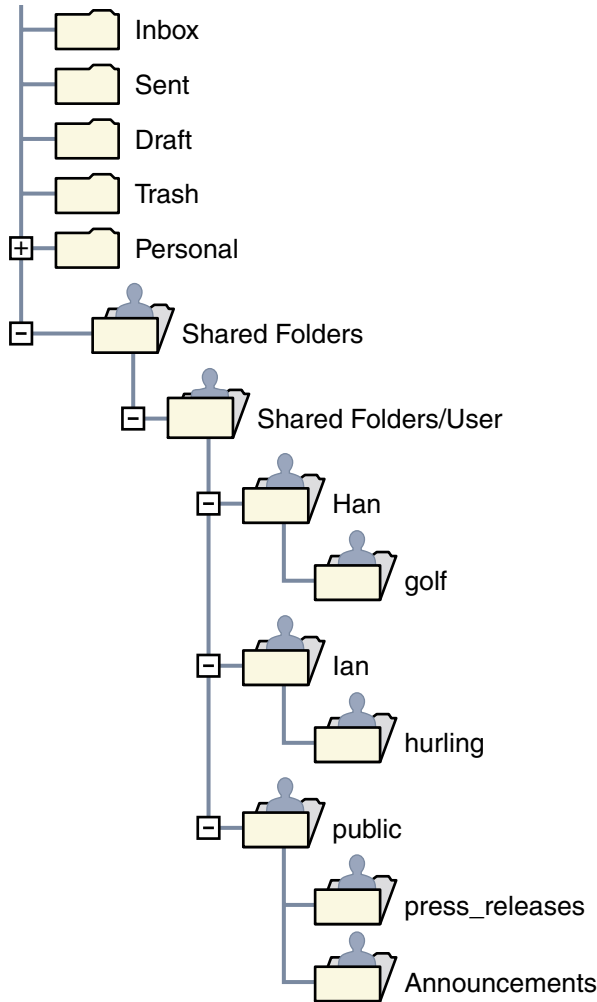 Inbox
Sent
Draft
Trash
Personal
Shared Folders
Shared Folders/User
Han
golf
Ian
hurling
public
press_releases
Announcements